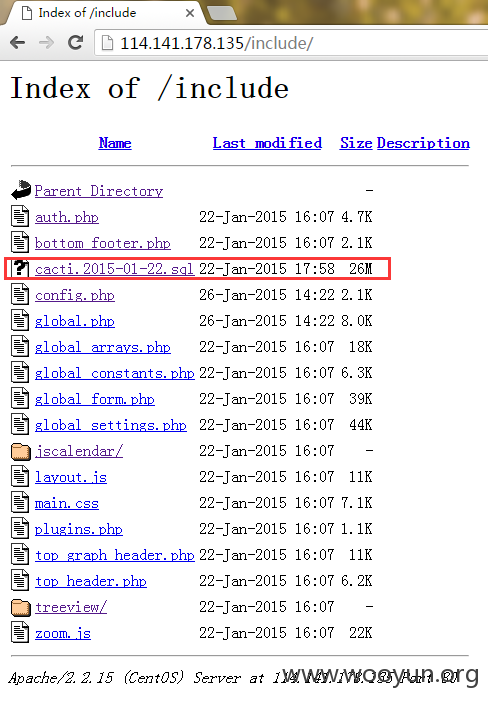 Index of /include
114.141.178.135/include/
Index of /include
Name Last modified Size Description
Parent Directory -
auth.php 22-Jan-2015 16:07 4.7K
bottom_footer.php 22-Jan-2015 16:07 2.1K
cacti.2015-01-22.sql 22-Jan-2015 17:58 26M
config.php 26-Jan-2015 14:22 2.1K
global.php 26-Jan-2015 14:22 8.0K
global_arrays.php 22-Jan-2015 16:07 18K
global_constants.php 22-Jan-2015 16:07 6.3K
global_form.php 22-Jan-2015 16:07 39K
global_settings.php 22-Jan-2015 16:07 44K
jscalendar/ 22-Jan-2015 16:07 -
layout.js 22-Jan-2015 16:07 11K
main.css 22-Jan-2015 16:07 7.1K
plugins.php 22-Jan-2015 16:07 1.1K
top_graph_header.php 22-Jan-2015 16:07 11K
top_header.php 22-Jan-2015 16:07 6.2K
treeview/ 22-Jan-2015 16:07 -
zoom.js 22-Jan-2015 16:07 22K
Apache/2.2.15 (CentOS) Server at 114.141.178.135 Port 80
www.wooyun.org